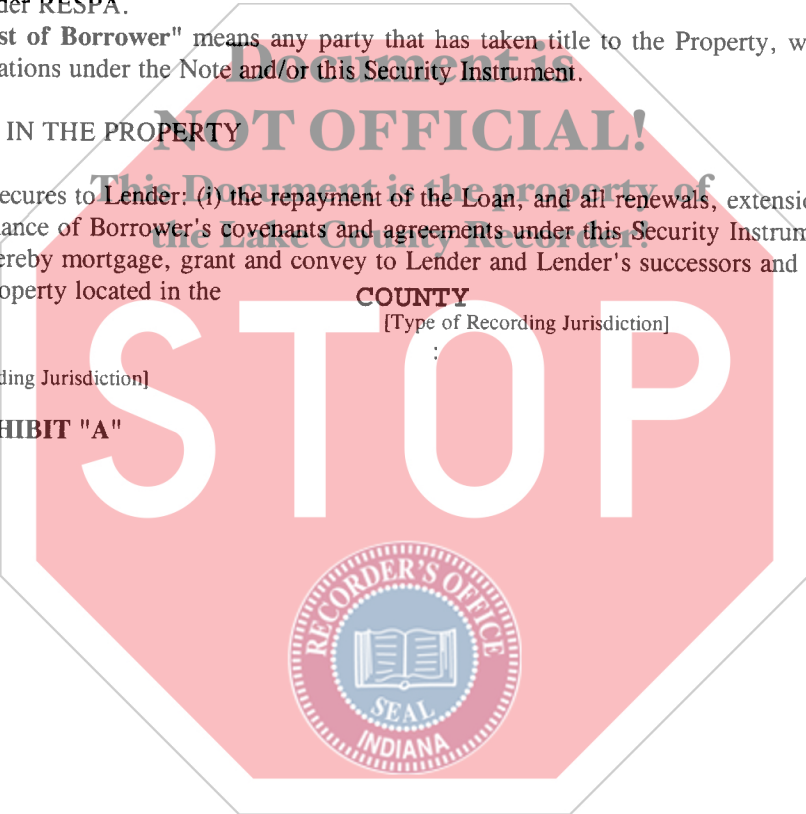 der RESPA.
st of Borrower" means any party that has taken title to the Property, w
Document is
ations under the Note and/or this Security Instrument.
NOT OFFICIAL!
IN THE PROPERTY
This Document is the property of
ecures to Lender: (i) the repayment of the Loan, and all renewals, extensio
ance of Borrower's covenants and agreements under this Security Instrum
the Lake County Recorder!
ereby mortgage, grant and convey to Lender and Lender's successors and
operty located in the COUNTY
[Type of Recording Jurisdiction]
:
ding Jurisdiction]
HIBIT "A"
STOP
RECORDER'S OFFICE
SEAL
INDIANA